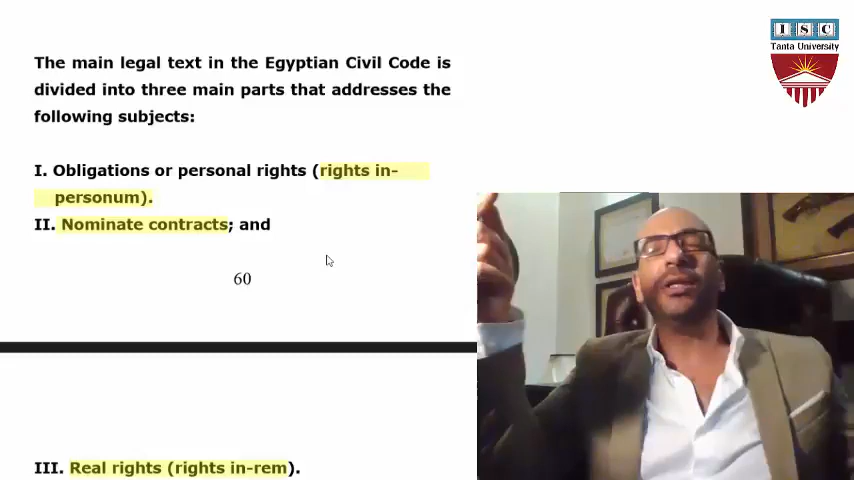 The main legal text in the Egyptian Civil Code is
divided into three main parts that addresses the
following subjects:
I. Obligations or personal rights (rights in-
personum).
II. Nominate contracts; and
60
III. Real rights (rights in-rem).
I S C
Tanta University